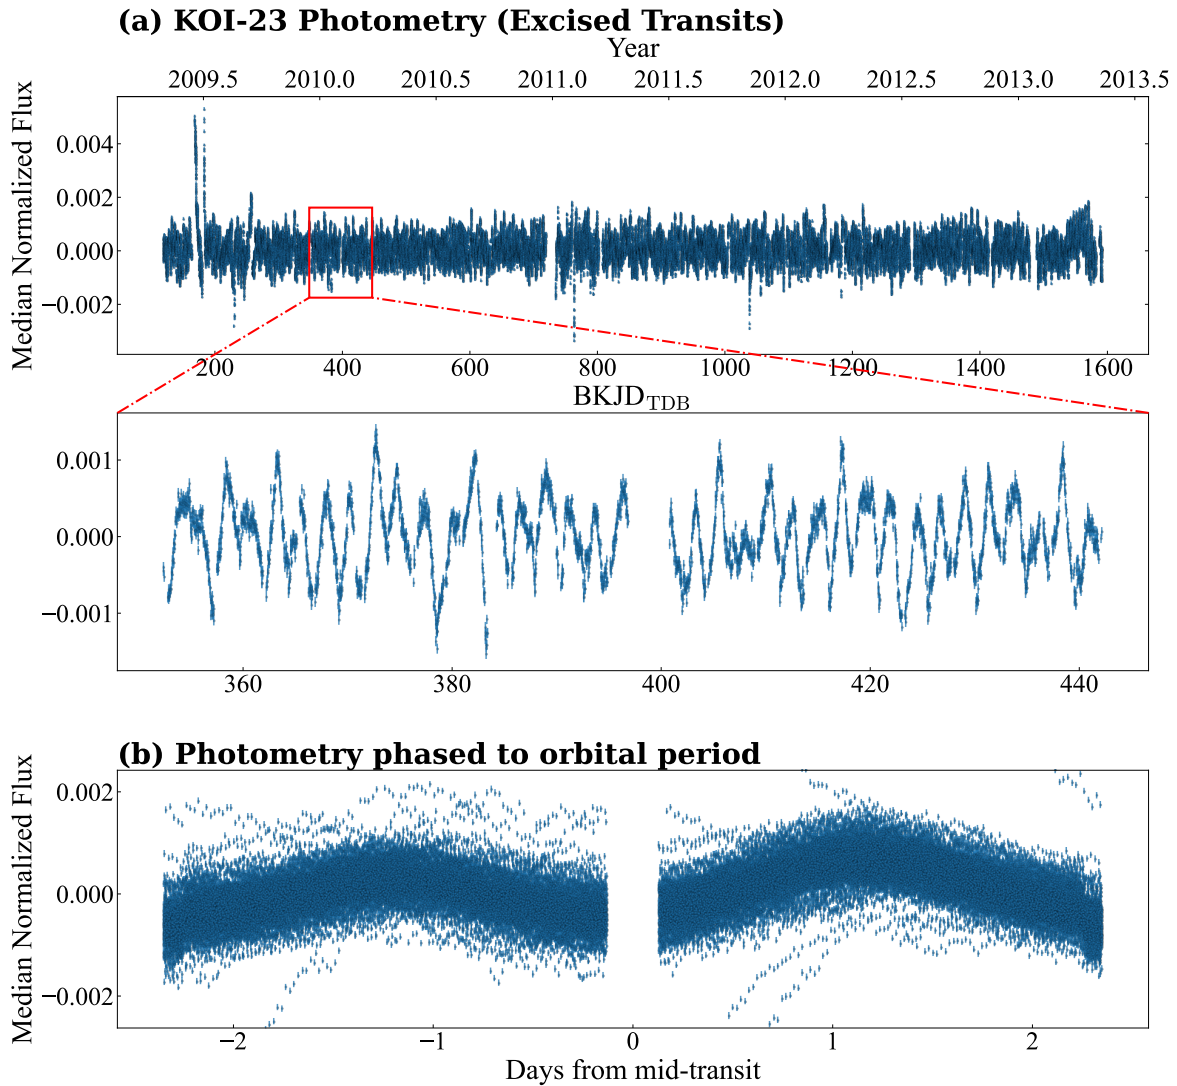 (a) KOI-23 Photometry (Excised Transits)
Year
2009.5 2010.0 2010.5 2011.0 2011.5 2012.0 2012.5 2013.0 2013.5
Median Normalized Flux
0.004
0.002
0.000
−0.002
200 400 600 800 1000 1200 1400 1600
BKJD_TDB
0.001
0.000
−0.001
360 380 400 420 440
(b) Photometry phased to orbital period
Median Normalized Flux
0.002
0.000
−0.002
−2 −1 0 1 2
Days from mid-transit